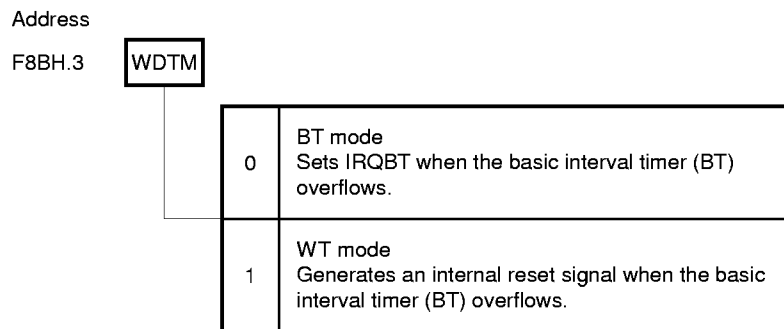 Address
F8BH.3 WDTM
BT mode
0 Sets IRQBT when the basic interval timer (BT)
overflows.
WT mode
1 Generates an internal reset signal when the basic
interval timer (BT) overflows.